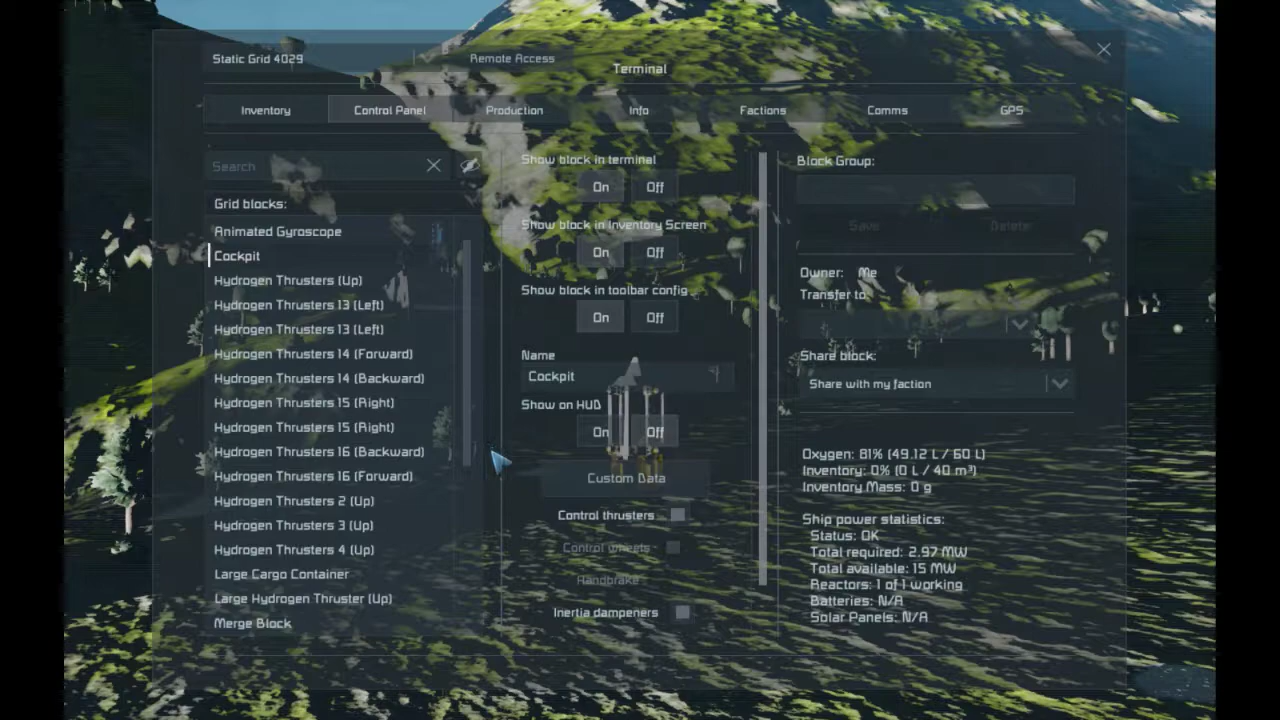 Static Grid 4029
Remote Access
Terminal
Inventory
Control Panel
Production
Info
Factions
Comms
GPS
Search
Grid blocks:
Animated Gyroscope
Cockpit
Hydrogen Thrusters (Up)
Hydrogen Thrusters 13 (Left)
Hydrogen Thrusters 13 (Left)
Hydrogen Thrusters 14 (Forward)
Hydrogen Thrusters 14 (Backward)
Hydrogen Thrusters 15 (Right)
Hydrogen Thrusters 15 (Right)
Hydrogen Thrusters 16 (Backward)
Hydrogen Thrusters 16 (Forward)
Hydrogen Thrusters 2 (Up)
Hydrogen Thrusters 3 (Up)
Hydrogen Thrusters 4 (Up)
Large Cargo Container
Large Hydrogen Thruster (Up)
Merge Block
Show block in terminal
On Off
Show block in Inventory Screen
On Off
Show block in toolbar config
On Off
Name
Cockpit
Show on HUD
On Off
Custom Data
Control thrusters
Control wheels
Handbrake
Inertia dampeners
Block Group:
Save Delete
Owner: Me
Transfer to
Share block:
Share with my faction
Oxygen: 81% (49.12 L / 60 L)
Inventory: 0% (0 L / 40 m³)
Inventory Mass: 0 g
Ship power statistics:
Status: OK
Total required: 2.97 MW
Total available: 15 MW
Reactors: 1 of 1 working
Batteries: N/A
Solar Panels: N/A